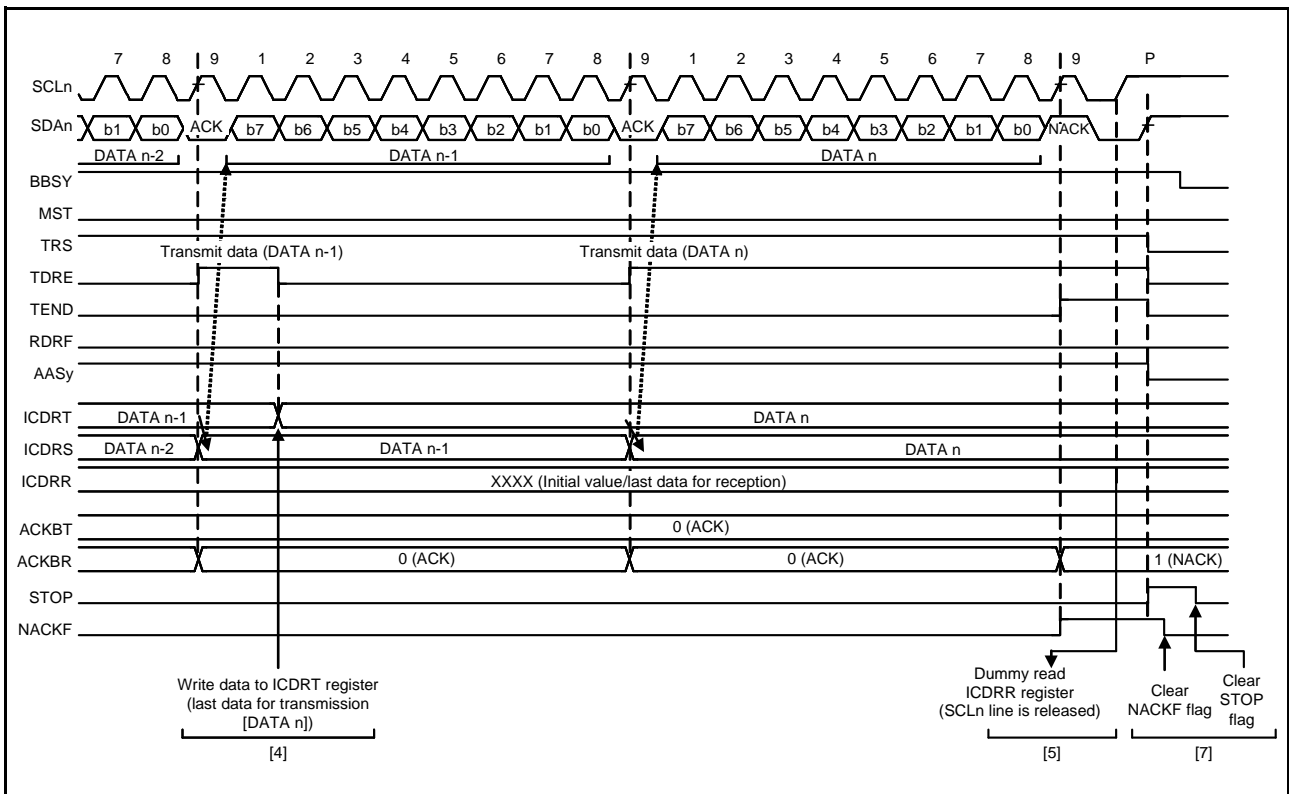 7 8 9 1 2 3 4 5 6 7 8 9 1 2 3 4 5 6 7 8 9 P
SCLn
SDAn b1 b0 ACK b7 b6 b5 b4 b3 b2 b1 b0 ACK b7 b6 b5 b4 b3 b2 b1 b0 NACK
DATA n-2 DATA n-1 DATA n
BBSY
MST
TRS
Transmit data (DATA n-1) Transmit data (DATA n)
TDRE
TEND
RDRF
AASy
ICDRT DATA n-1 DATA n
ICDRS DATA n-2 DATA n-1 DATA n
ICDRR XXXX (Initial value/last data for reception)
ACKBT 0 (ACK)
ACKBR 0 (ACK) 0 (ACK) 1 (NACK)
STOP
NACKF
Write data to ICDRT register
(last data for transmission
[DATA n])
[4]
Dummy read
ICDRR register
(SCLn line is released)
[5]
Clear
NACKF flag
Clear
STOP
flag
[7]